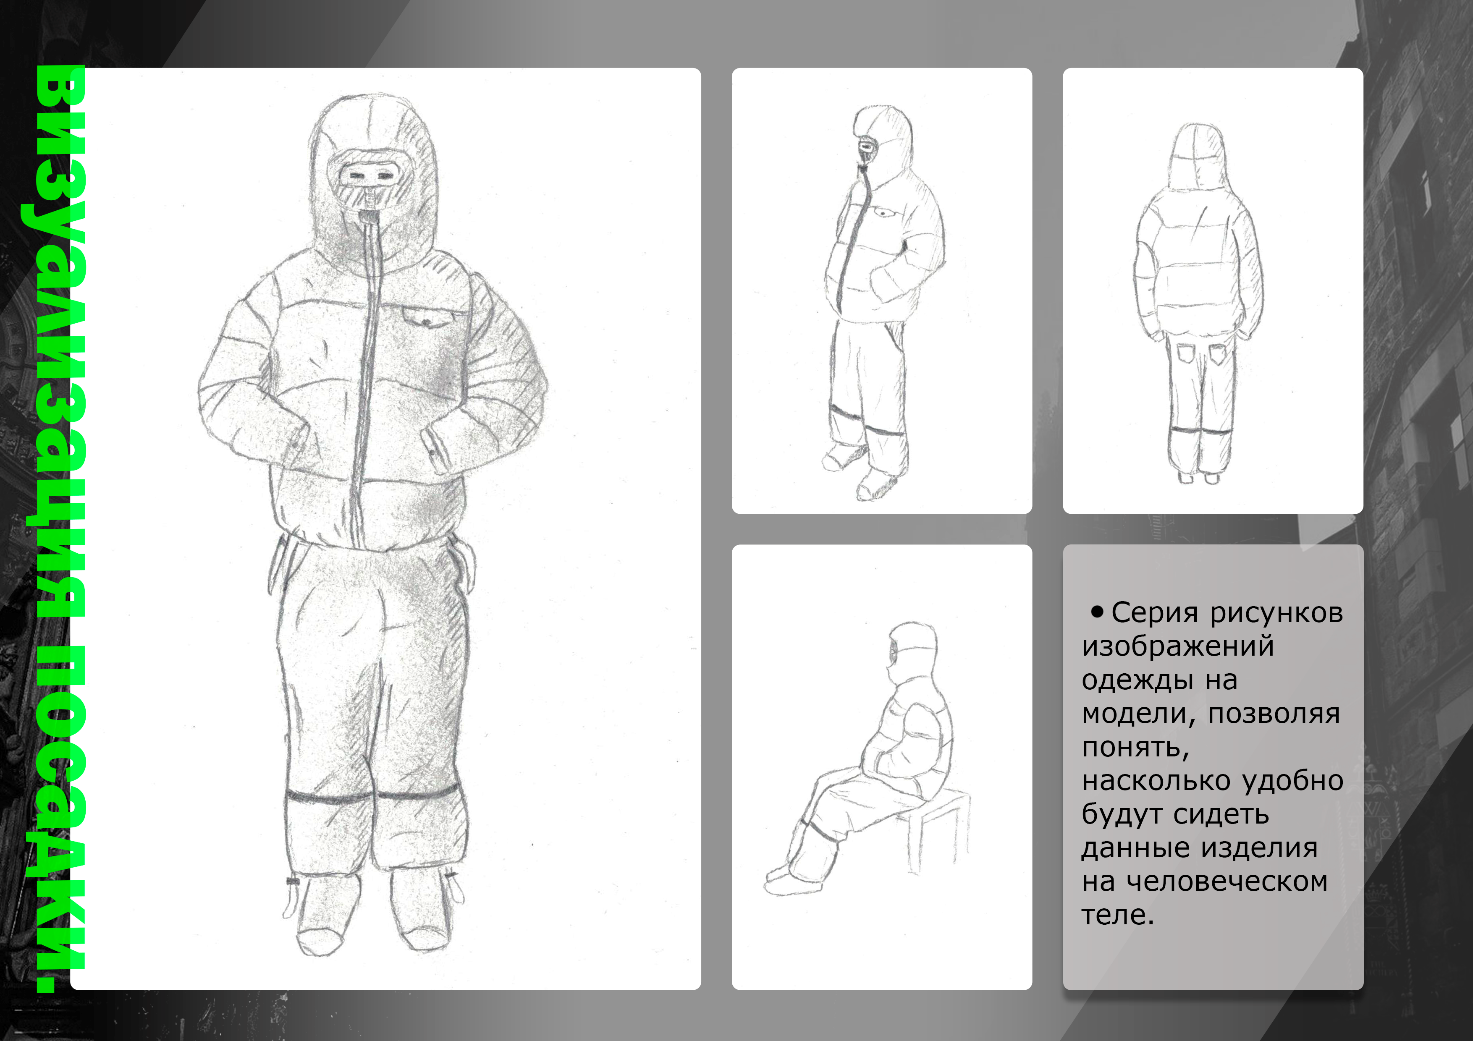 визуализация посадки.
• Серия рисунков
изображений
одежды на
модели, позволяя
понять,
насколько удобно
будут сидеть
данные изделия
на человеческом
теле.